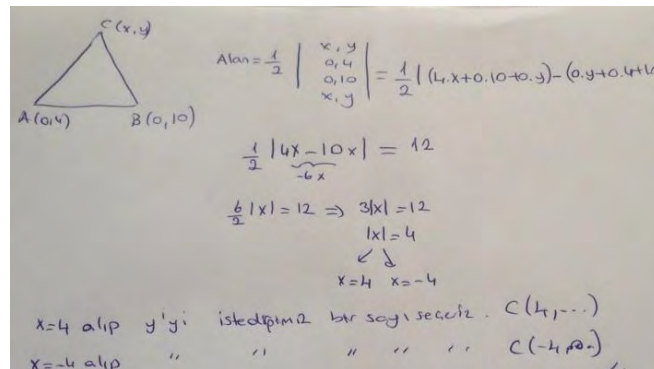 C(x,y)
A(0,4)
B(0,10)
Alan = 1/2 | x,y
0,4
0,10
x,y | = 1/2 | (4.x+0.10+0.y)-(0.y+0.4+
1/2 |4x-10x| = 12
-6x
6/2 |x| = 12 ⇒ 3|x| = 12
|x| = 4
x=4 x=-4
x=4 alıp y'yi istediğimiz bir sayı seçeriz. C(4,...)
x=-4 alıp " " " " " C(-4,